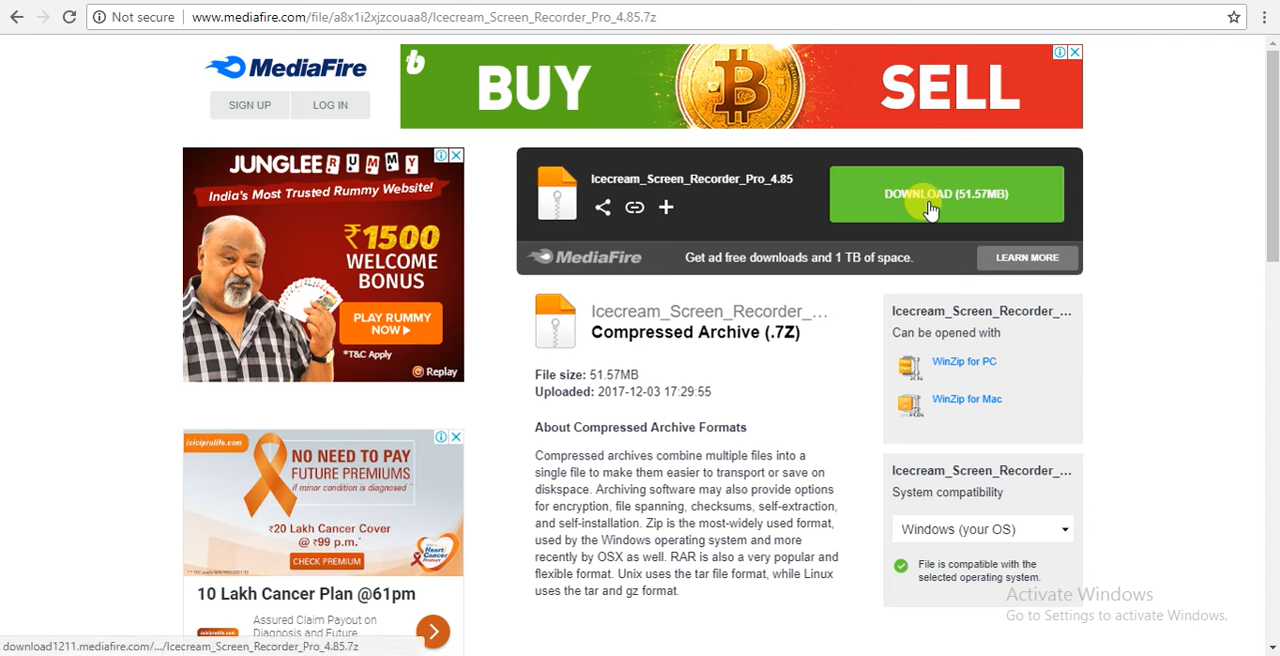 Not secure
www.mediafire.com/file/a8x1i2xjzcouaa8/Icecream_Screen_Recorder_Pro_4.85.7z
MediaFire
SIGN UP
LOG IN
b
BUY
SELL
JUNGLEE RUMMY
India's Most Trusted Rummy Website!
₹1500
WELCOME
BONUS
PLAY RUMMY
NOW
*T&C Apply
Replay
Icecream_Screen_Recorder_Pro_4.85
DOWNLOAD (51.57MB)
MediaFire
Get ad free downloads and 1 TB of space.
LEARN MORE
Icecream_Screen_Recorder_...
Compressed Archive (.7Z)
File size: 51.57MB
Uploaded: 2017-12-03 17:29:55
About Compressed Archive Formats
Compressed archives combine multiple files into a
single file to make them easier to transport or save on
diskspace. Archiving software may also provide options
for encryption, file spanning, checksums, self-extraction,
and self-installation. Zip is the most-widely used format,
used by the Windows operating system and more
recently by OSX as well. RAR is also a very popular and
flexible format. Unix uses the tar file format, while Linux
uses the tar and gz format.
Icecream_Screen_Recorder_...
Can be opened with
WinZip for PC
WinZip for Mac
Icecream_Screen_Recorder_...
System compatibility
Windows (your OS)
File is compatible with the
selected operating system.
Activate Windows
Go to Settings to activate Windows.
iciciprulife.com
NO NEED TO PAY
FUTURE PREMIUMS
if minor condition is diagnosed
₹20 Lakh Cancer Cover
@ ₹99 p.m.*
CHECK PREMIUM
Heart/Cancer
Protect
10 Lakh Cancer Plan @61pm
Assured Claim Payout on
Diagnosis and Future
download1211.mediafire.com/.../Icecream_Screen_Recorder_Pro_4.85.7z